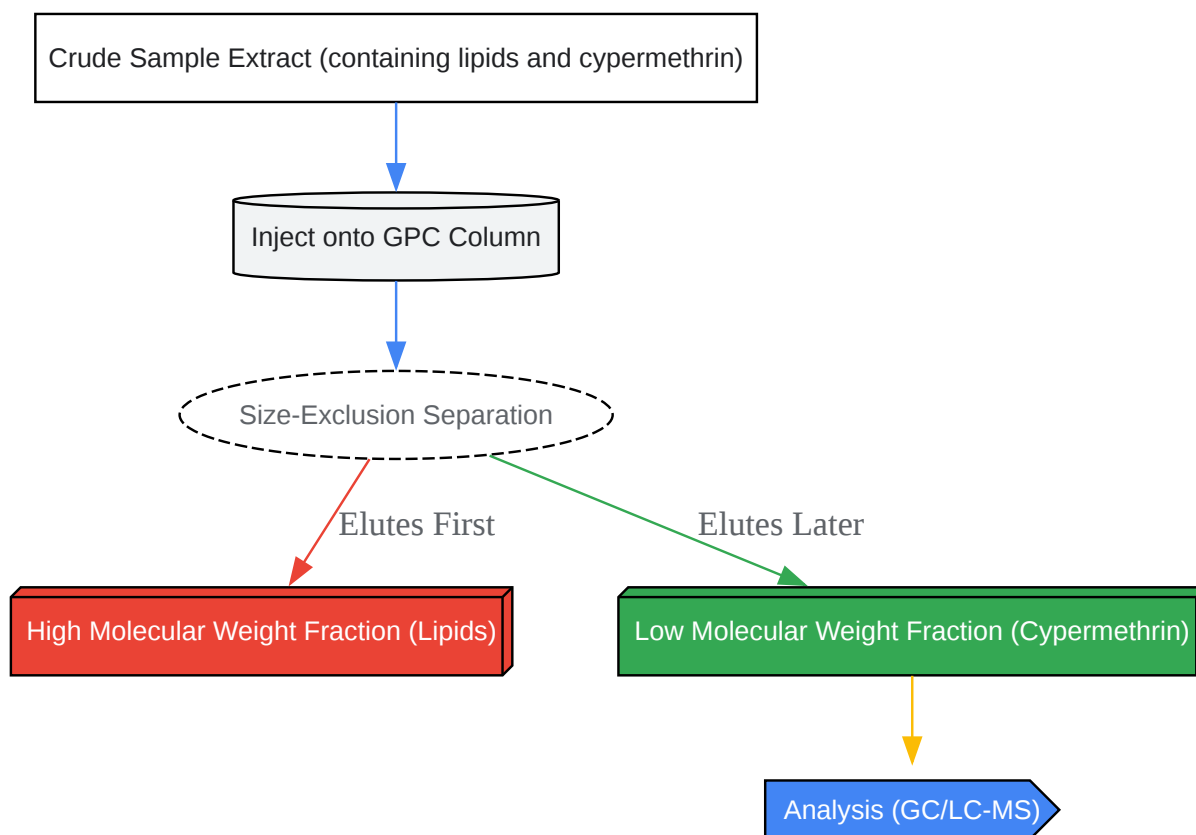 Crude Sample Extract (containing lipids and cypermethrin)
Inject onto GPC Column
Size-Exclusion Separation
Elutes First
Elutes Later
High Molecular Weight Fraction (Lipids)
Low Molecular Weight Fraction (Cypermethrin)
Analysis (GC/LC-MS)